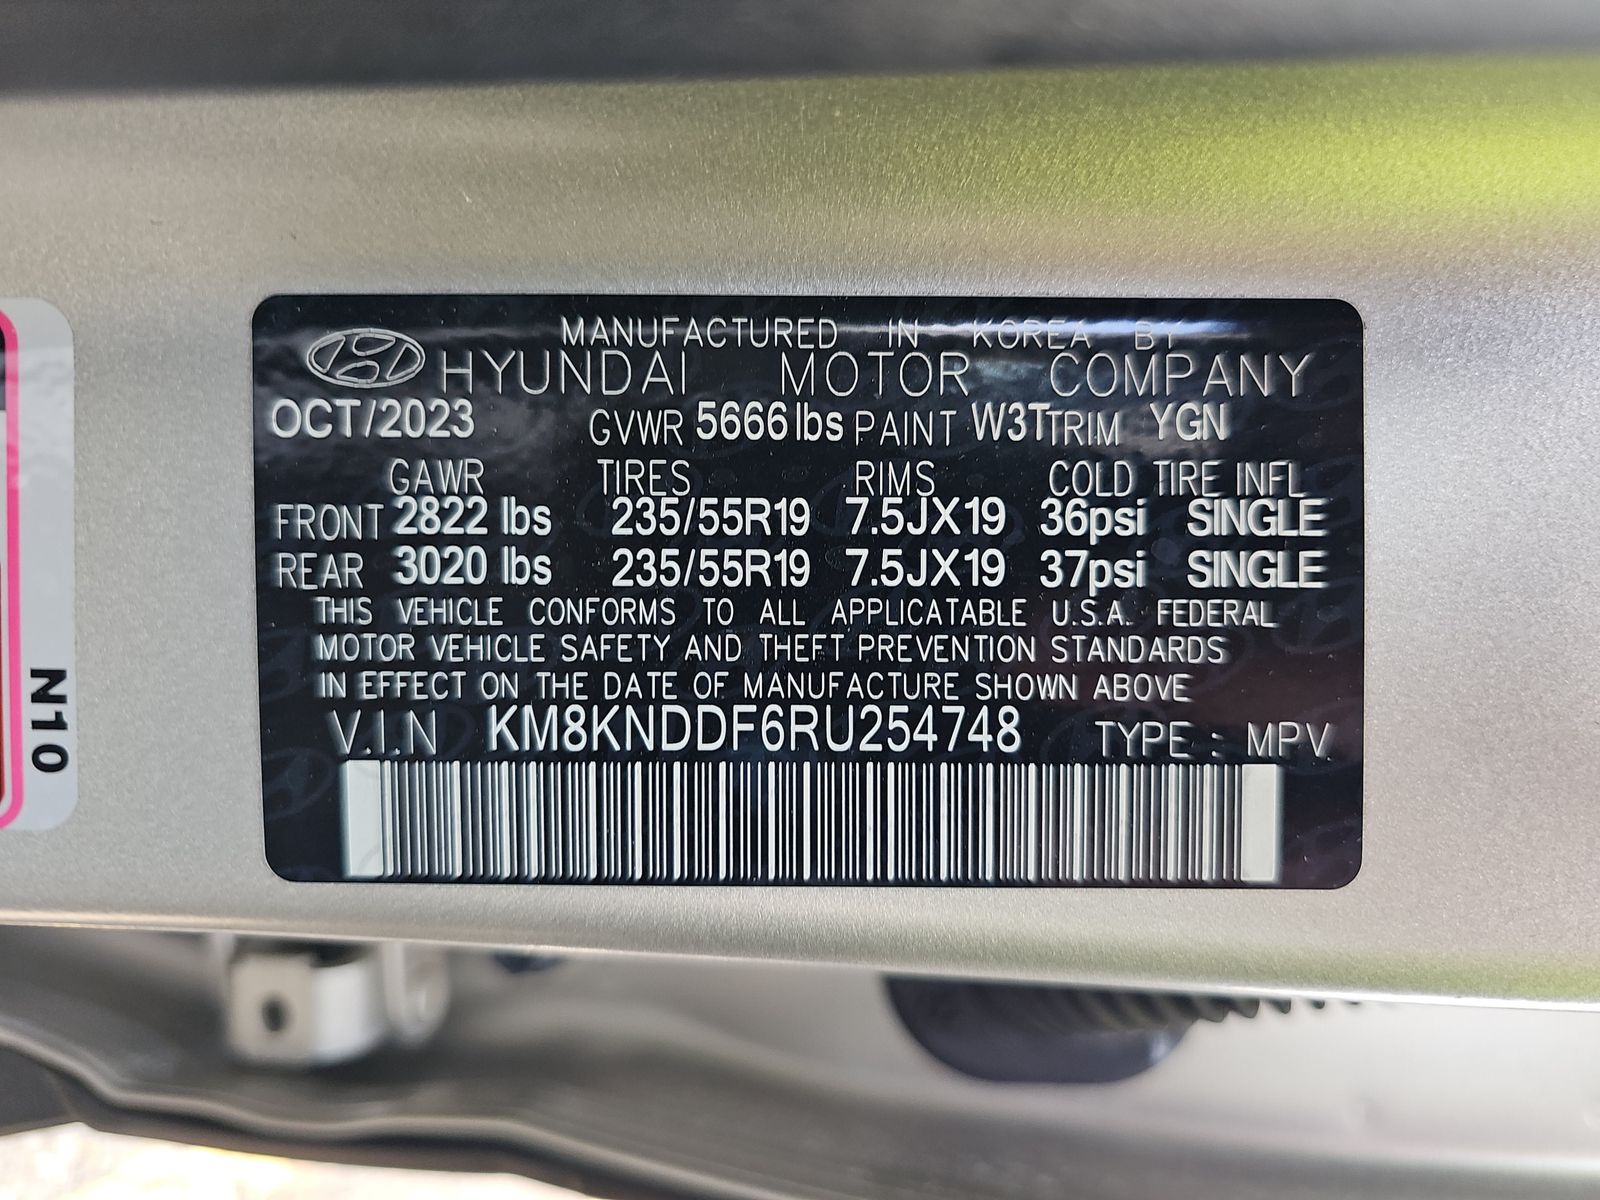 MANUFACTURED IN KOREA BY
HYUNDAI MOTOR COMPANY
OCT/2023 GVWR 5666 lbs PAINT W3T TRIM YGN
GAWR TIRES RIMS COLD TIRE INFL
FRONT 2822 lbs 235/55R19 7.5JX19 36psi SINGLE
REAR 3020 lbs 235/55R19 7.5JX19 37psi SINGLE
THIS VEHICLE CONFORMS TO ALL APPLICATABLE U.S.A. FEDERAL
MOTOR VEHICLE SAFETY AND THEFT PREVENTION STANDARDS
IN EFFECT ON THE DATE OF MANUFACTURE SHOWN ABOVE
V.I.N KM8KNDDF6RU254748 TYPE : MPV
N10